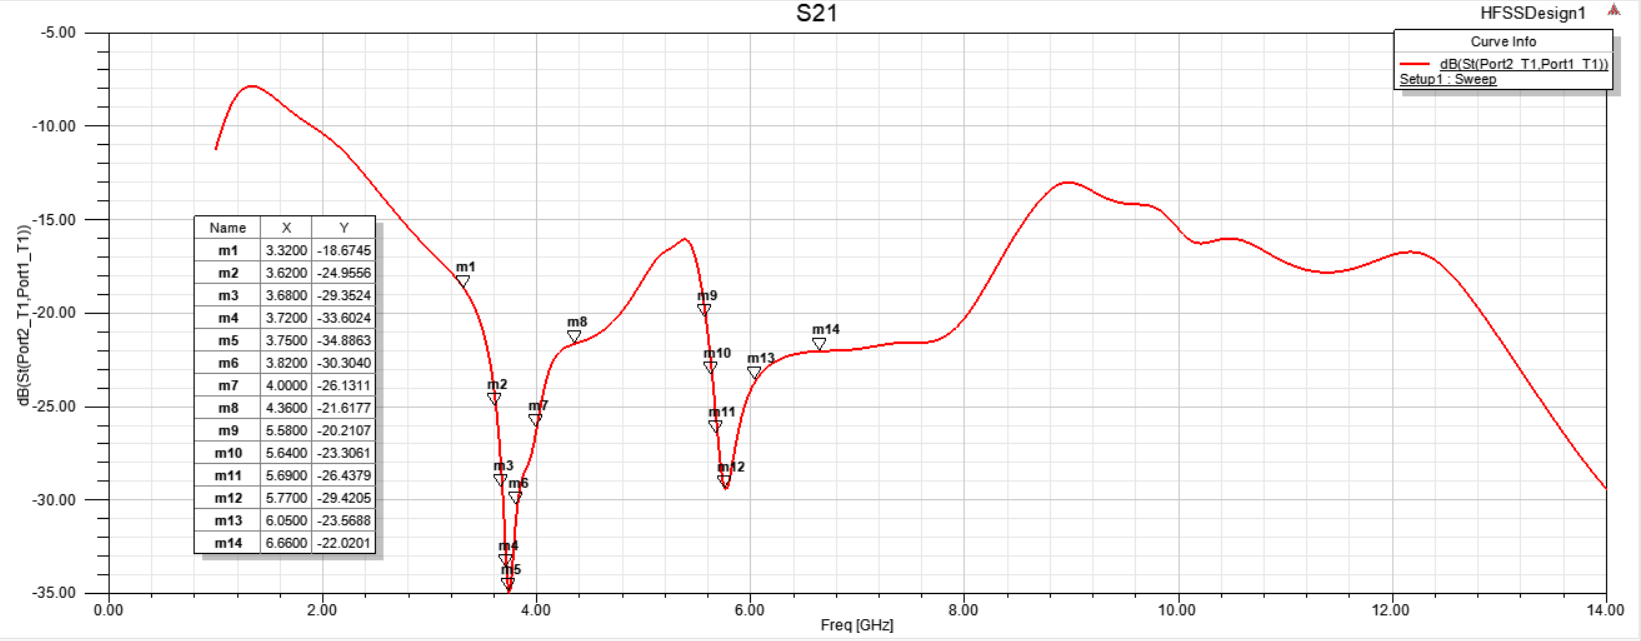 S21
HFSSDesign1
Curve Info
dB(St(Port2_T1,Port1_T1))
Setup1 : Sweep
-5.00
-10.00
-15.00
-20.00
-25.00
-30.00
-35.00
dB(St(Port2_T1,Port1_T1))
Name X Y
m1 3.3200 -18.6745
m2 3.6200 -24.9556
m3 3.6800 -29.3524
m4 3.7200 -33.6024
m5 3.7500 -34.8863
m6 3.8200 -30.3040
m7 4.0000 -26.1311
m8 4.3600 -21.6177
m9 5.5800 -20.2107
m10 5.6400 -23.3061
m11 5.6900 -26.4379
m12 5.7700 -29.4205
m13 6.0500 -23.5688
m14 6.6600 -22.0201
m1
m2
m3
m4
m5
m6
m7
m8
m9
m10
m11
m12
m13
m14
0.00 2.00 4.00 6.00 8.00 10.00 12.00 14.00
Freq [GHz]